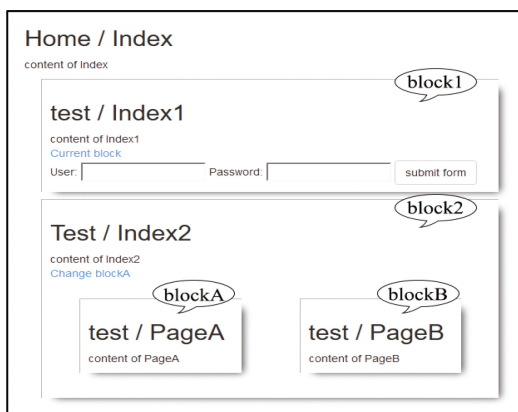 Home / Index
content of Index
block1
test / Index1
content of Index1
Current block
User: Password: submit form
block2
Test / Index2
content of Index2
Change blockA
blockA blockB
test / PageA test / PageB
content of PageA content of PageB